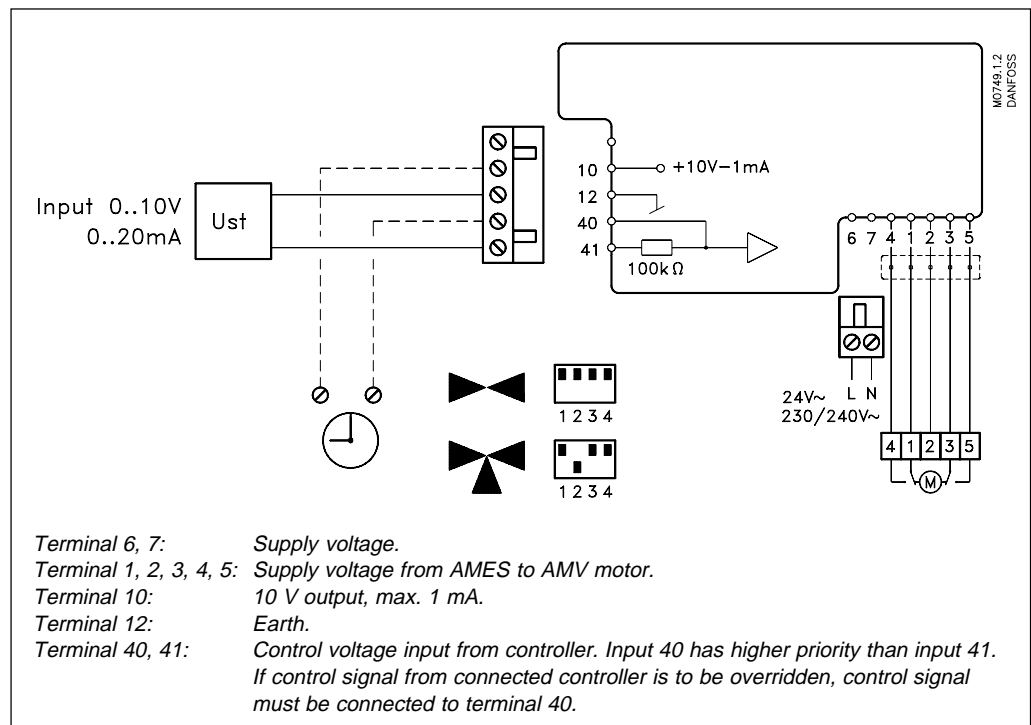 M0749.1.2
DANFOSS
10
+10V–1mA
12
40
41
100kΩ
Input 0..10V
0..20mA
Ust
6 7 4 1 2 3 5
24V~
L N
230/240V~
4 1 2 3 5
M
1 2 3 4
1 2 3 4
Terminal 6, 7: Supply voltage.
Terminal 1, 2, 3, 4, 5: Supply voltage from AMES to AMV motor.
Terminal 10: 10 V output, max. 1 mA.
Terminal 12: Earth.
Terminal 40, 41: Control voltage input from controller. Input 40 has higher priority than input 41.
If control signal from connected controller is to be overridden, control signal
must be connected to terminal 40.